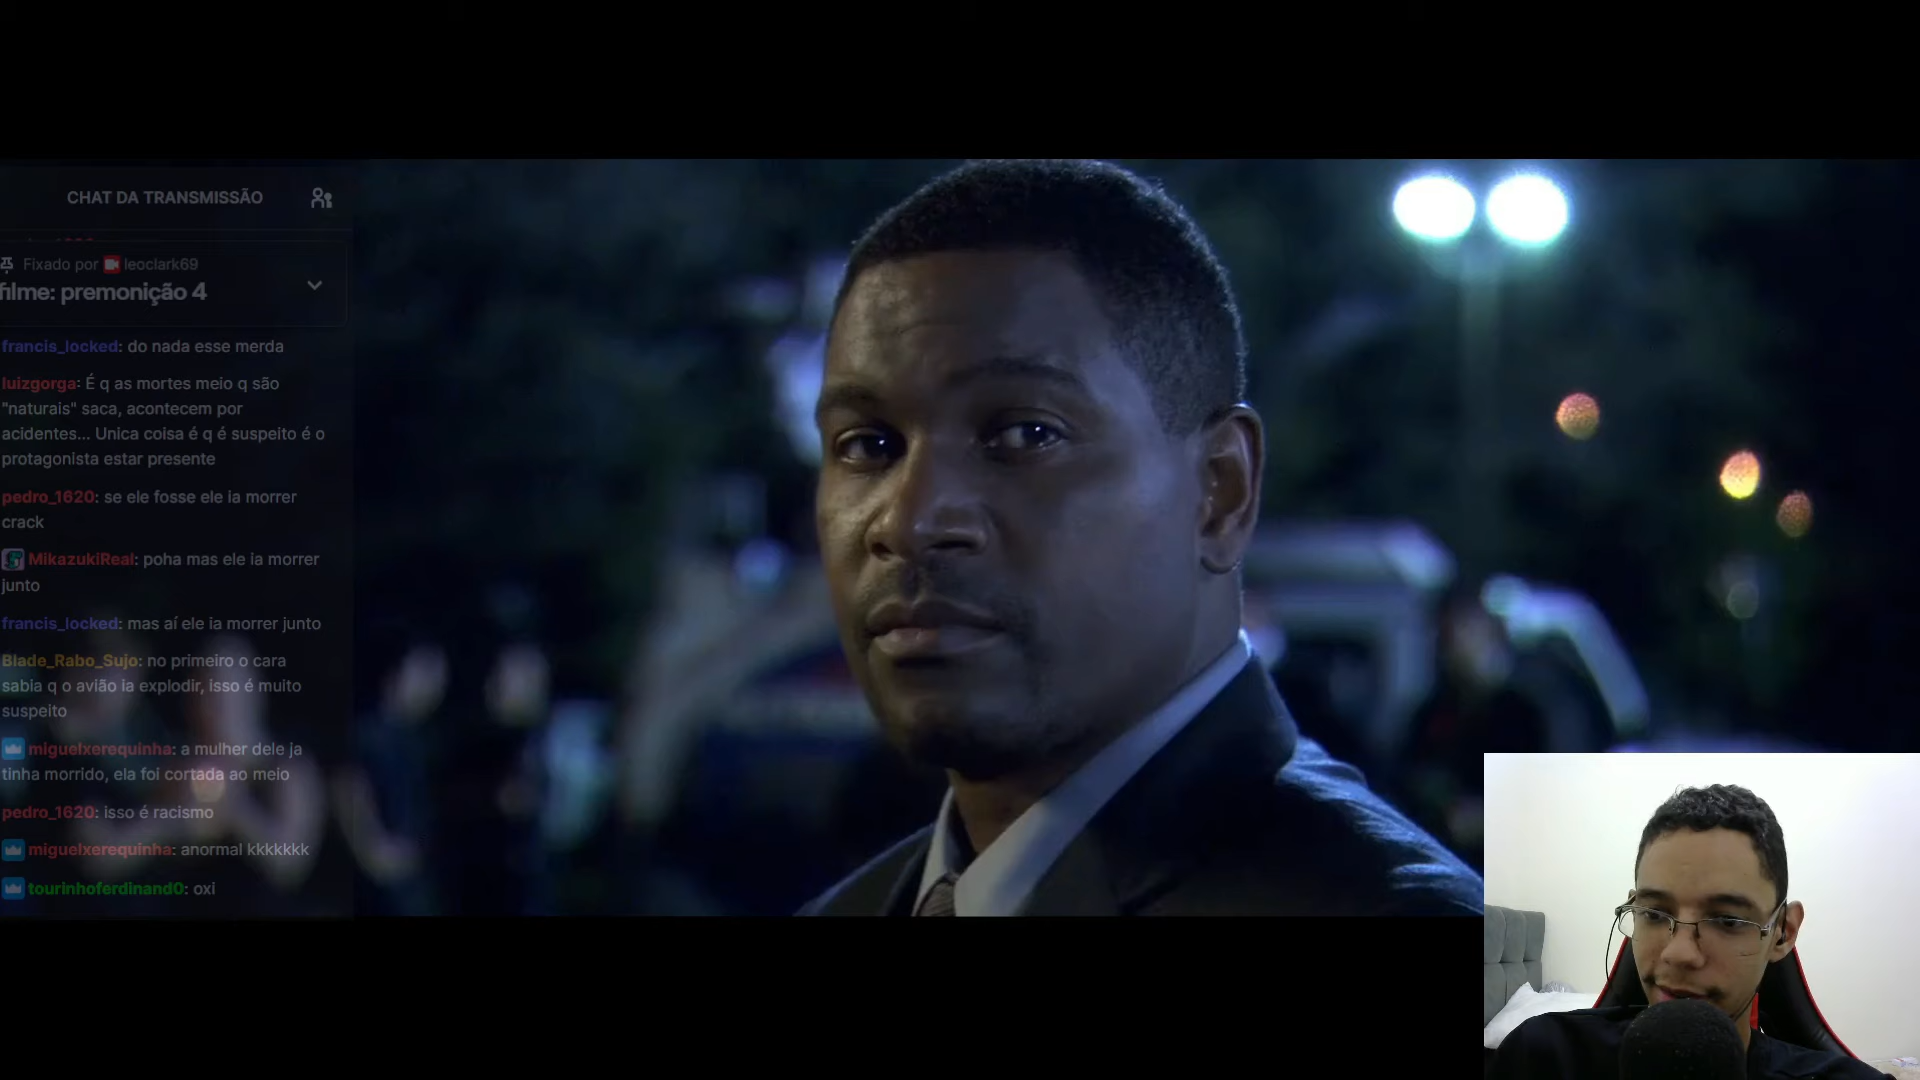 CHAT DA TRANSMISSÃO
Fixado por leoclark69
filme: premonição 4
francis_locked: do nada esse merda
luizgorga: É q as mortes meio q são
"naturais" saca, acontecem por
acidentes... Unica coisa é q é suspeito é o
protagonista estar presente
pedro_1620: se ele fosse ele ia morrer
crack
MikazukiReal: poha mas ele ia morrer
junto
francis_locked: mas aí ele ia morrer junto
Blade_Rabo_Sujo: no primeiro o cara
sabia q o avião ia explodir, isso é muito
suspeito
miguelxerequinha: a mulher dele ja
tinha morrido, ela foi cortada ao meio
pedro_1620: isso é racismo
miguelxerequinha: anormal kkkkkkk
tourinhoferdinand0: oxi